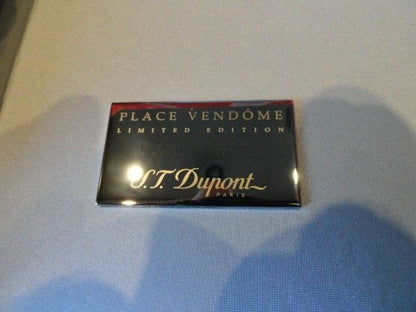 PLACE VENDÔME
LIMITED EDITION
S.T. Dupont
PARIS